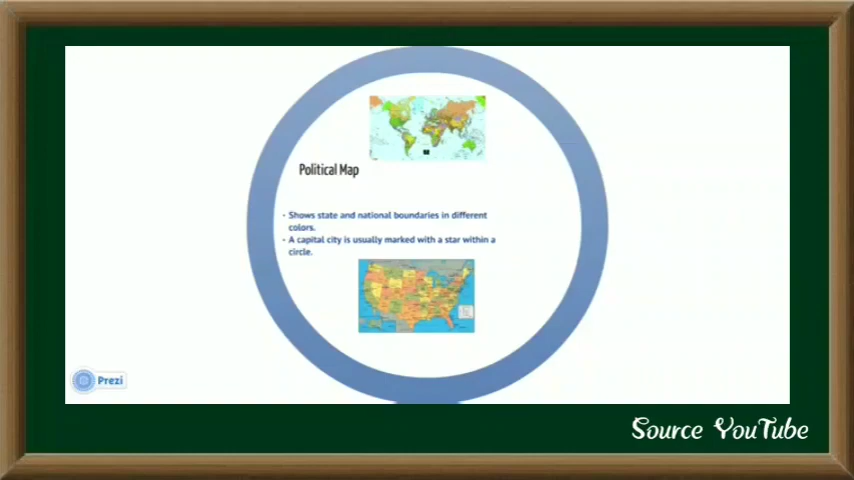 Political Map
· Shows state and national boundaries in different
colors.
· A capital city is usually marked with a star within a
circle.
Prezi
Source YouTube